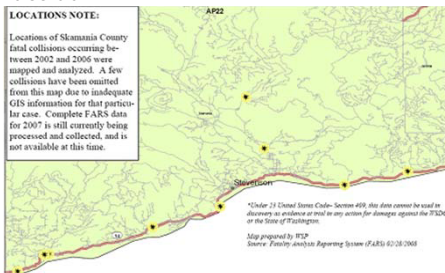 AP22
LOCATIONS NOTE:
Locations of Skamania County
fatal collisions occurring be-
tween 2002 and 2006 were
mapped and analyzed. A few
collisions have been omitted
from this map due to inadequate
GIS information for that particu-
lar case. Complete FARS data
for 2007 is still currently being
processed and collected, and is
not available at this time.
Stevenson
14
*Under 23 United States Code- Section 409, this data cannot be used in
discovery as evidence at trial in any action for damages against the WSDO
or the State of Washington.
Map prepared by WSP
Source: Fatality Analysis Reporting System (FARS) 02/28/2008